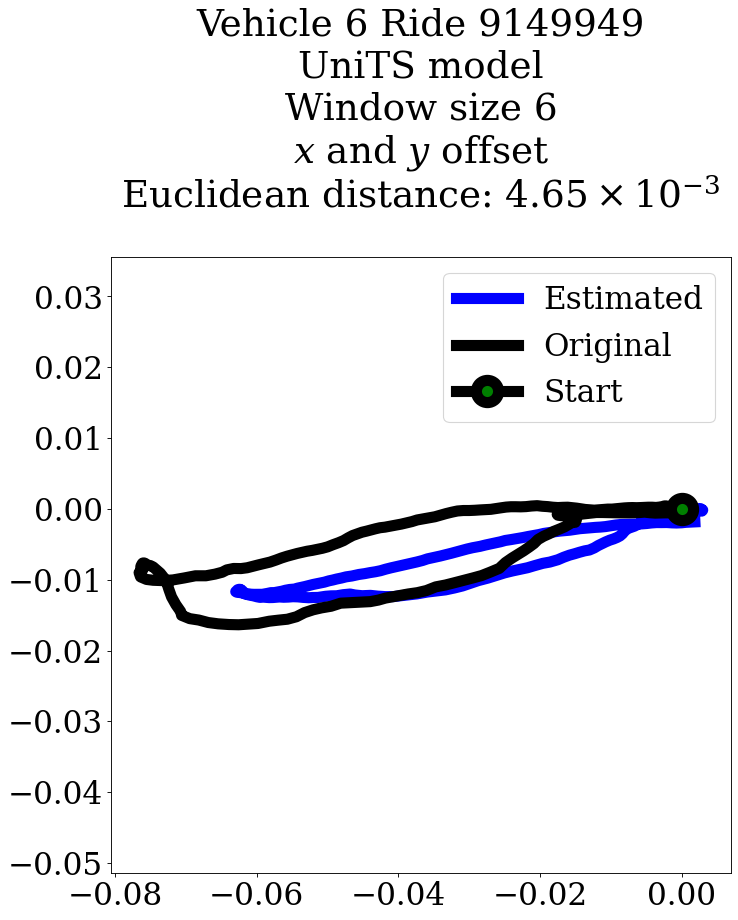 Vehicle 6 Ride 9149949
UniTS model
Window size 6
x and y offset
Euclidean distance: 4.65 × 10⁻³
Estimated
Original
Start
0.03
0.02
0.01
0.00
−0.01
−0.02
−0.03
−0.04
−0.05
−0.08 −0.06 −0.04 −0.02 0.00